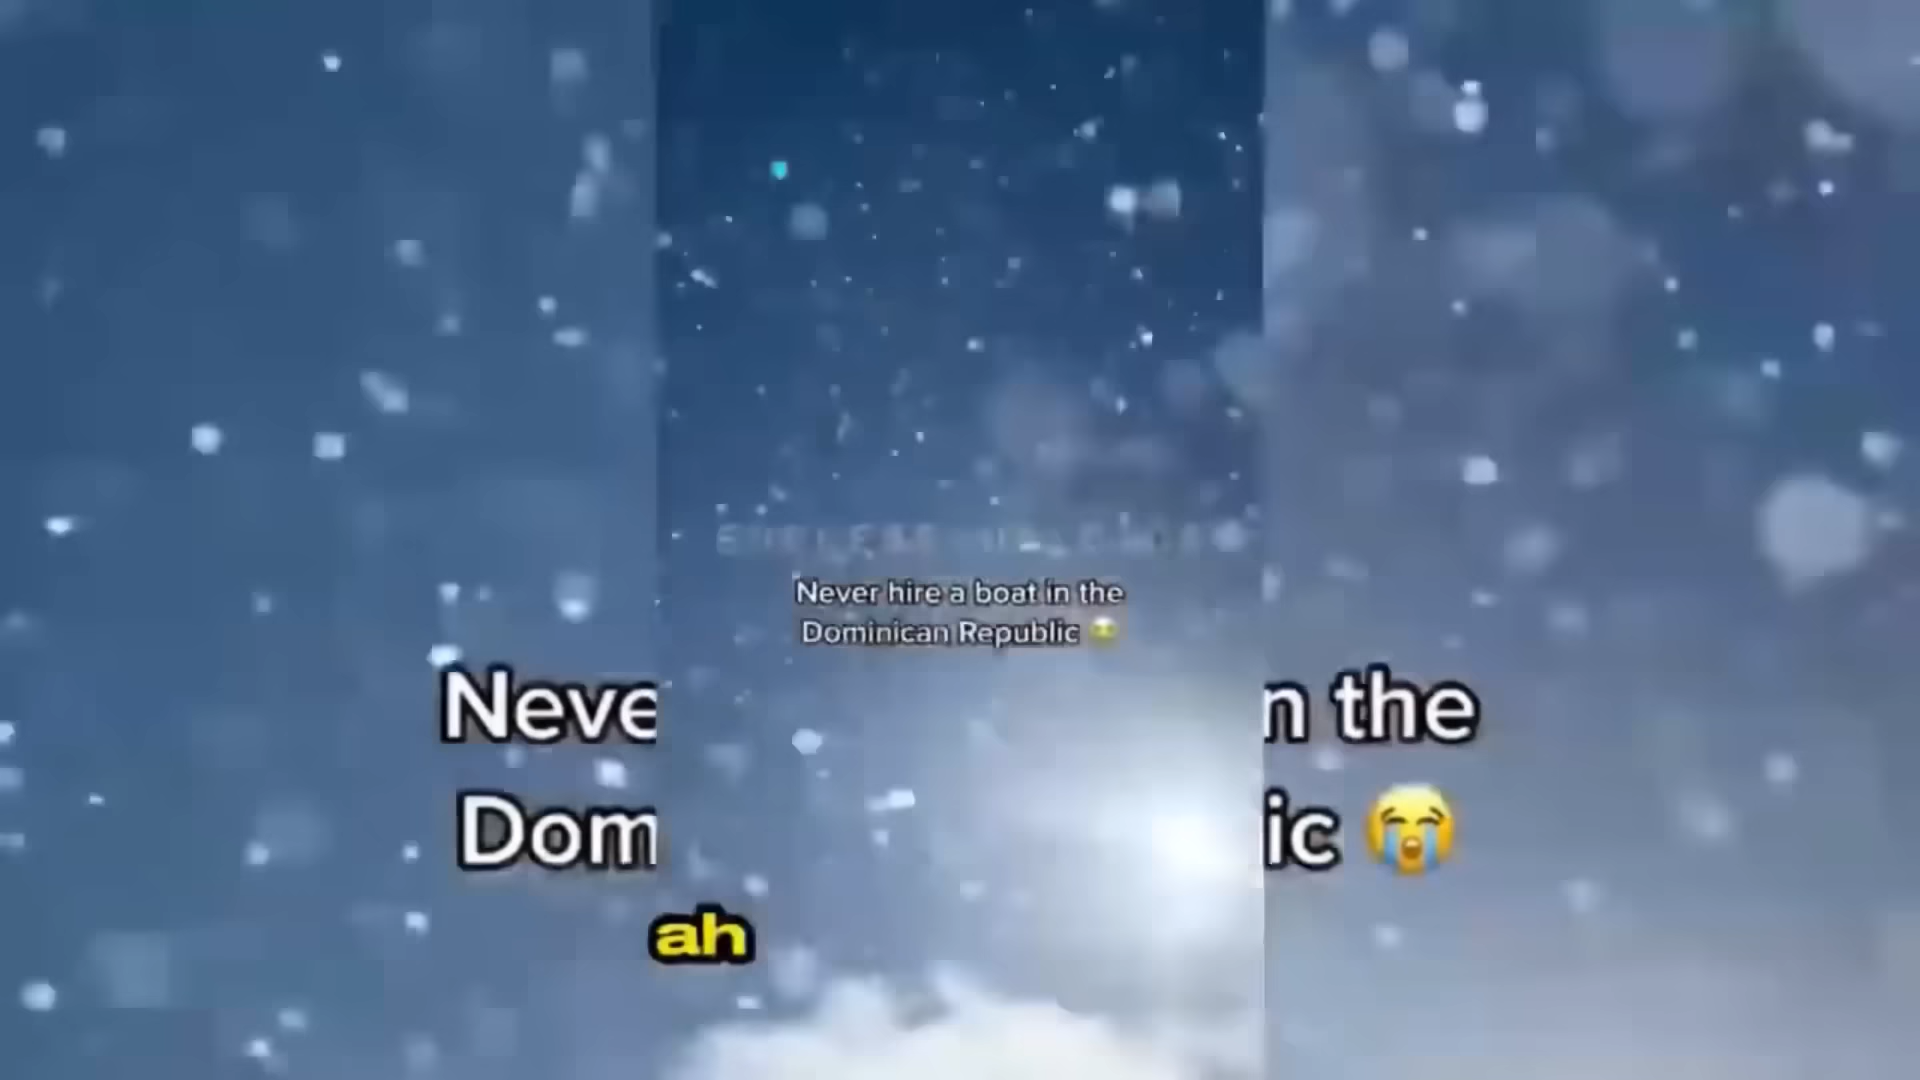 Never hire a boat in the
Dominican Republic 😭
Neve
n the
Dom
ic 😭
ah